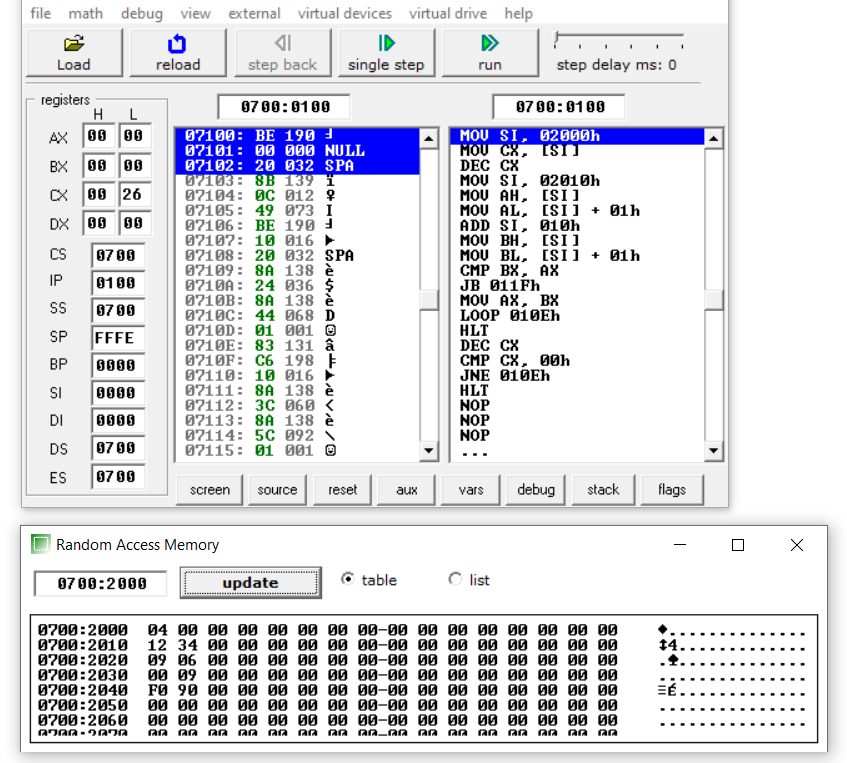 file math debug view external virtual devices virtual drive help
Load reload step back single step run step delay ms: 0
registers
H L
AX 00 00
BX 00 00
CX 00 26
DX 00 00
CS 0700
IP 0100
SS 0700
SP FFFE
BP 0000
SI 0000
DI 0000
DS 0700
ES 0700
0700:0100
07100: BE 190 ╛
07101: 00 000 NULL
07102: 20 032 SPA
07103: 8B 139 ï
07104: 0C 012 ♀
07105: 49 073 I
07106: BE 190 ╛
07107: 10 016 ►
07108: 20 032 SPA
07109: 8A 138 è
0710A: 24 036 $
0710B: 8A 138 è
0710C: 44 068 D
0710D: 01 001 ☺
0710E: 83 131 â
0710F: C6 198 ╞
07110: 10 016 ►
07111: 8A 138 è
07112: 3C 060 <
07113: 8A 138 è
07114: 5C 092 \
07115: 01 001 ☺
0700:0100
MOV SI, 02000h
MOV CX, [SI]
DEC CX
MOV SI, 02010h
MOV AH, [SI]
MOV AL, [SI] + 01h
ADD SI, 010h
MOV BH, [SI]
MOV BL, [SI] + 01h
CMP BX, AX
JB 011Fh
MOV AX, BX
LOOP 010Eh
HLT
DEC CX
CMP CX, 00h
JNE 010Eh
HLT
NOP
NOP
NOP
...
screen source reset aux vars debug stack flags
Random Access Memory
0700:2000 update table list
0700:2000 04 00 00 00 00 00 00 00-00 00 00 00 00 00 00 00 ♦...............
0700:2010 12 34 00 00 00 00 00 00-00 00 00 00 00 00 00 00 ↕4..............
0700:2020 09 06 00 00 00 00 00 00-00 00 00 00 00 00 00 00 .♠..............
0700:2030 00 09 00 00 00 00 00 00-00 00 00 00 00 00 00 00 ................
0700:2040 F0 90 00 00 00 00 00 00-00 00 00 00 00 00 00 00 ≡É..............
0700:2050 00 00 00 00 00 00 00 00-00 00 00 00 00 00 00 00 ................
0700:2060 00 00 00 00 00 00 00 00-00 00 00 00 00 00 00 00 ................
0700:2070 00 00 00 00 00 00 00 00-00 00 00 00 00 00 00 00